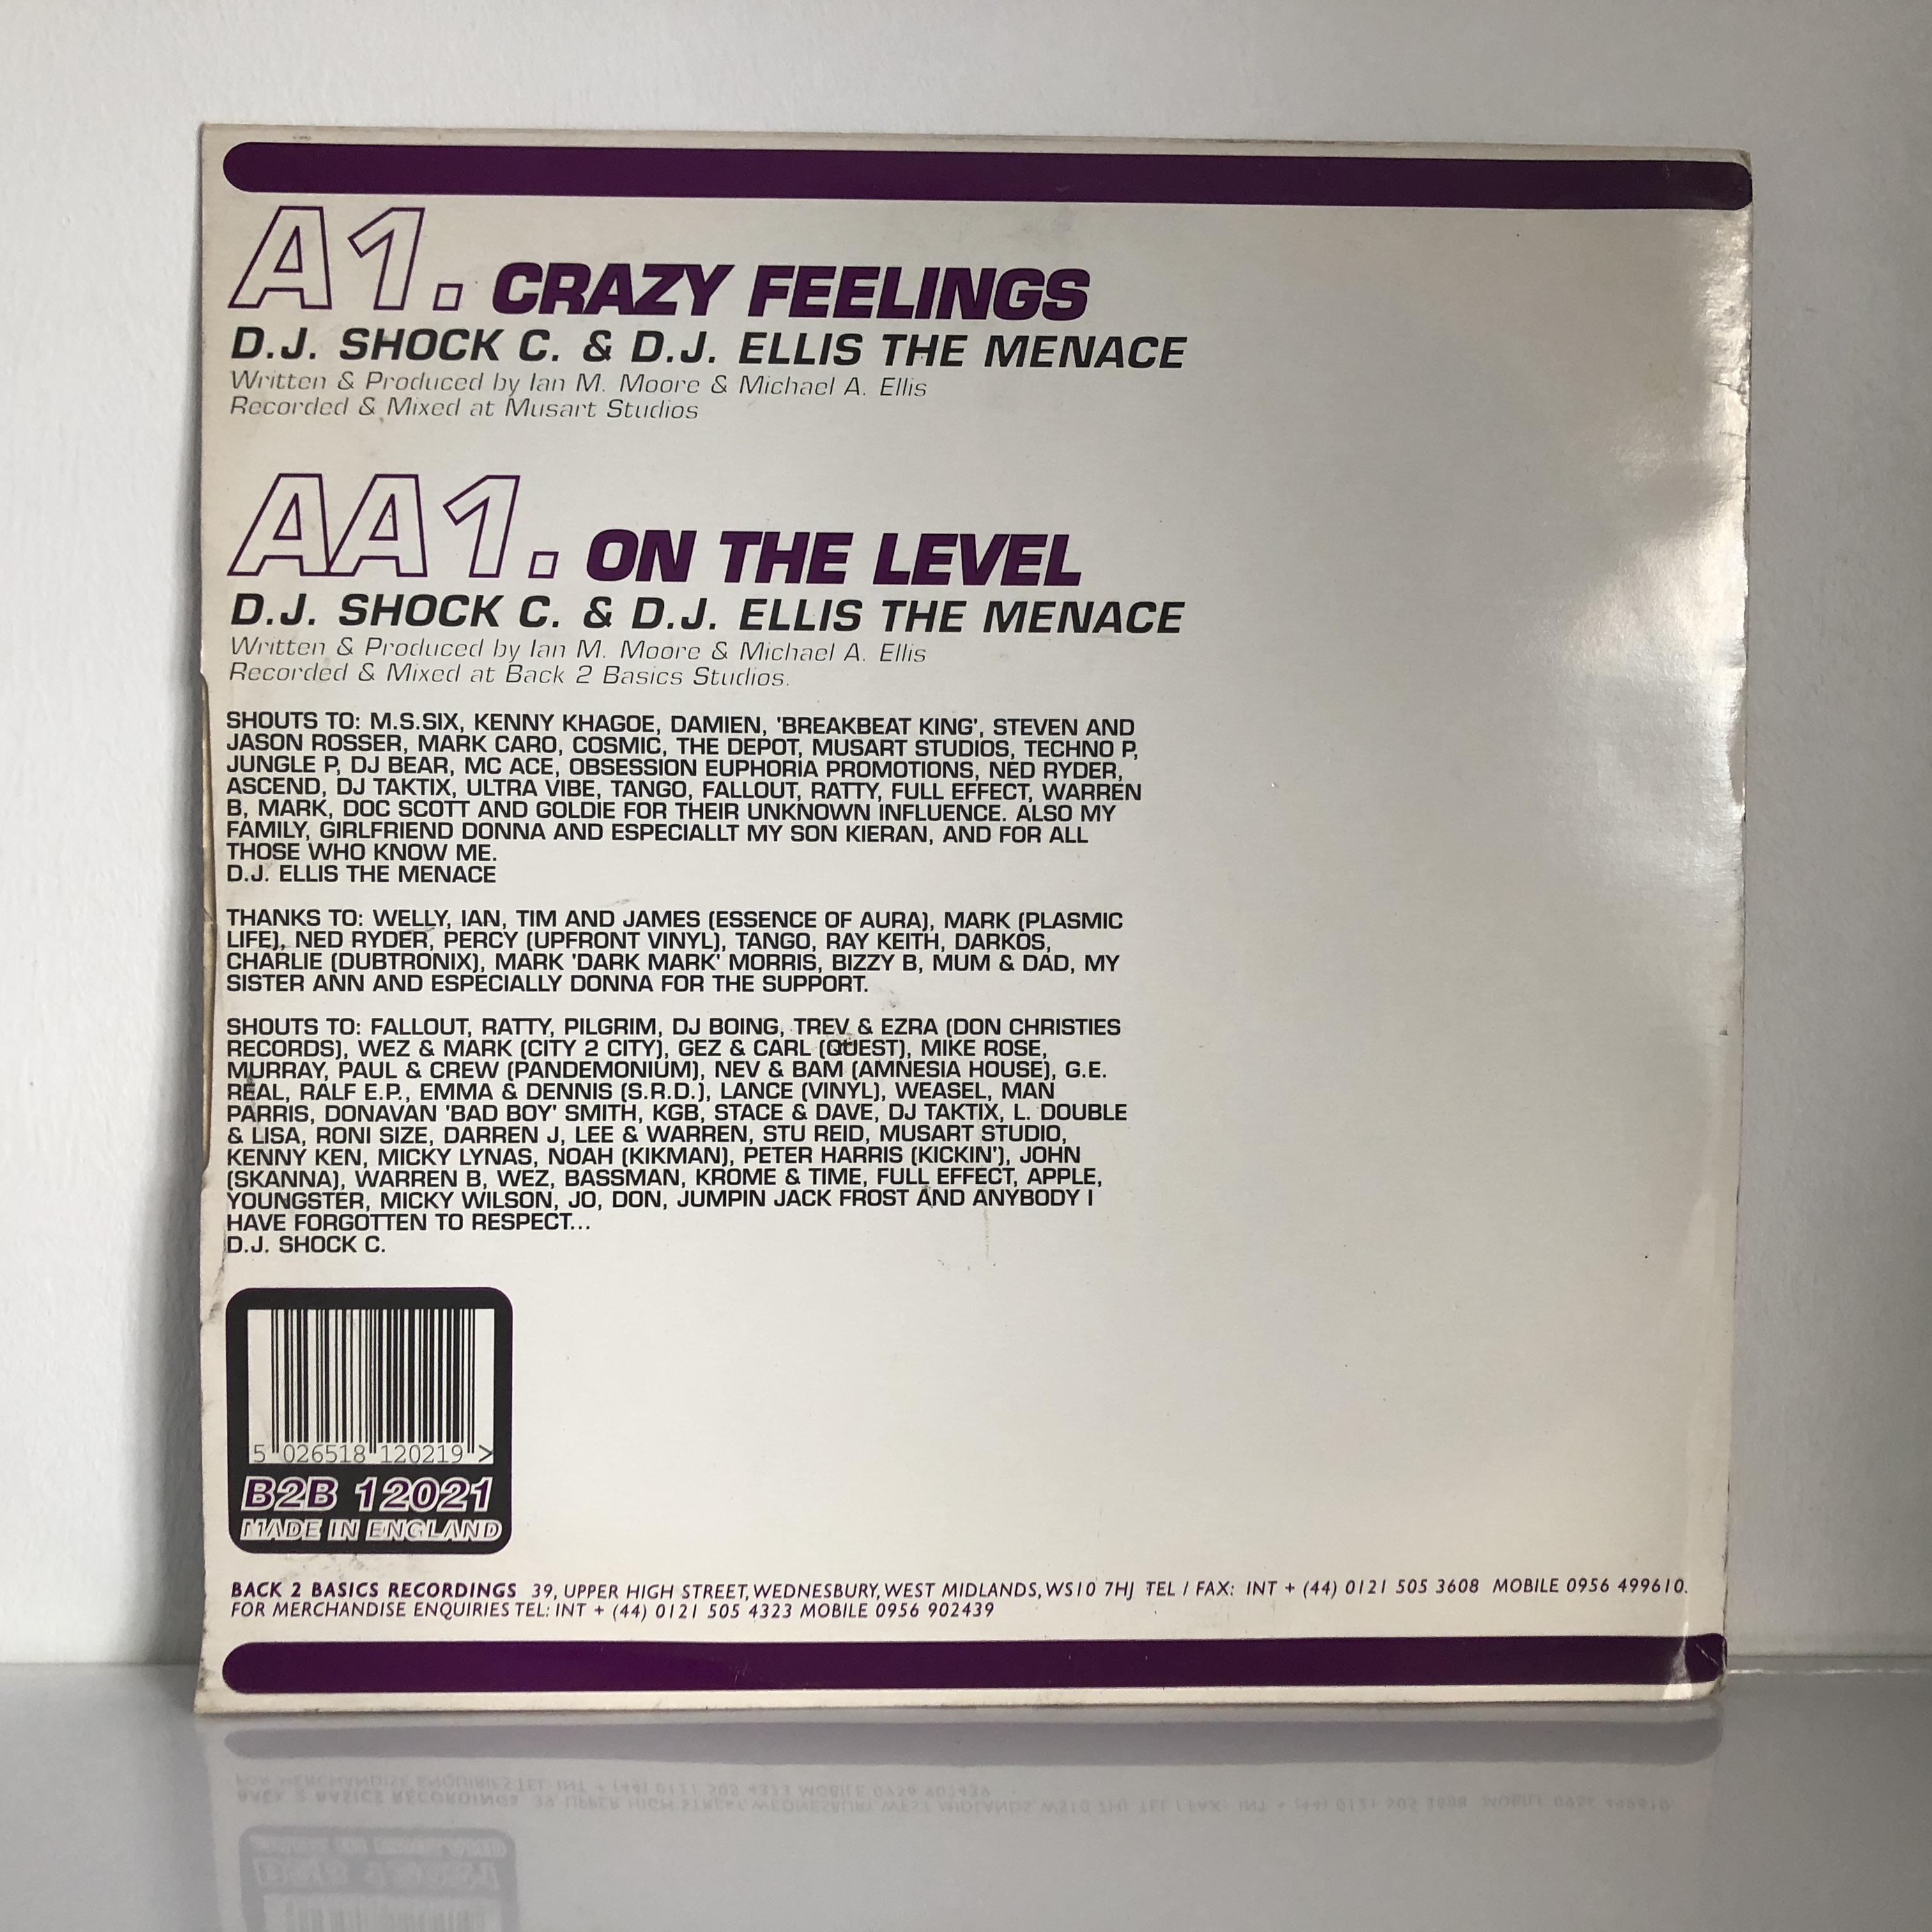 A1. CRAZY FEELINGS
D.J. SHOCK C. & D.J. ELLIS THE MENACE
Written & Produced by Ian M. Moore & Michael A. Ellis
Recorded & Mixed at Musart Studios
AA1. ON THE LEVEL
D.J. SHOCK C. & D.J. ELLIS THE MENACE
Written & Produced by Ian M. Moore & Michael A. Ellis
Recorded & Mixed at Back 2 Basics Studios.
SHOUTS TO: M.S.SIX, KENNY KHAGOE, DAMIEN, 'BREAKBEAT KING', STEVEN AND
JASON ROSSER, MARK CARO, COSMIC, THE DEPOT, MUSART STUDIOS, TECHNO P,
JUNGLE P, DJ BEAR, MC ACE, OBSESSION EUPHORIA PROMOTIONS, NED RYDER,
ASCEND, DJ TAKTIX, ULTRA VIBE, TANGO, FALLOUT, RATTY, FULL EFFECT, WARREN
B, MARK, DOC SCOTT AND GOLDIE FOR THEIR UNKNOWN INFLUENCE. ALSO MY
FAMILY, GIRLFRIEND DONNA AND ESPECIALLT MY SON KIERAN, AND FOR ALL
THOSE WHO KNOW ME.
D.J. ELLIS THE MENACE
THANKS TO: WELLY, IAN, TIM AND JAMES (ESSENCE OF AURA), MARK (PLASMIC
LIFE), NED RYDER, PERCY (UPFRONT VINYL), TANGO, RAY KEITH, DARKOS,
CHARLIE (DUBTRONIX), MARK 'DARK MARK' MORRIS, BIZZY B, MUM & DAD, MY
SISTER ANN AND ESPECIALLY DONNA FOR THE SUPPORT.
SHOUTS TO: FALLOUT, RATTY, PILGRIM, DJ BOING, TREV & EZRA (DON CHRISTIES
RECORDS), WEZ & MARK (CITY 2 CITY), GEZ & CARL (QUEST), MIKE ROSE,
MURRAY, PAUL & CREW (PANDEMONIUM), NEV & BAM (AMNESIA HOUSE), G.E.
REAL, RALF E.P., EMMA & DENNIS (S.R.D.), LANCE (VINYL), WEASEL, MAN
PARRIS, DONAVAN 'BAD BOY' SMITH, KGB, STACE & DAVE, DJ TAKTIX, L. DOUBLE
& LISA, RONI SIZE, DARREN J, LEE & WARREN, STU REID, MUSART STUDIO,
KENNY KEN, MICKY LYNAS, NOAH (KIKMAN), PETER HARRIS (KICKIN'), JOHN
(SKANNA), WARREN B, WEZ, BASSMAN, KROME & TIME, FULL EFFECT, APPLE,
YOUNGSTER, MICKY WILSON, JO, DON, JUMPIN JACK FROST AND ANYBODY I
HAVE FORGOTTEN TO RESPECT...
D.J. SHOCK C.
5 026518 120219 >
B2B 12021
MADE IN ENGLAND
BACK 2 BASICS RECORDINGS 39, UPPER HIGH STREET, WEDNESBURY, WEST MIDLANDS, WS10 7HJ TEL / FAX: INT + (44) 0121 505 3608 MOBILE 0956 499610.
FOR MERCHANDISE ENQUIRIES TEL: INT + (44) 0121 505 4323 MOBILE 0956 902439